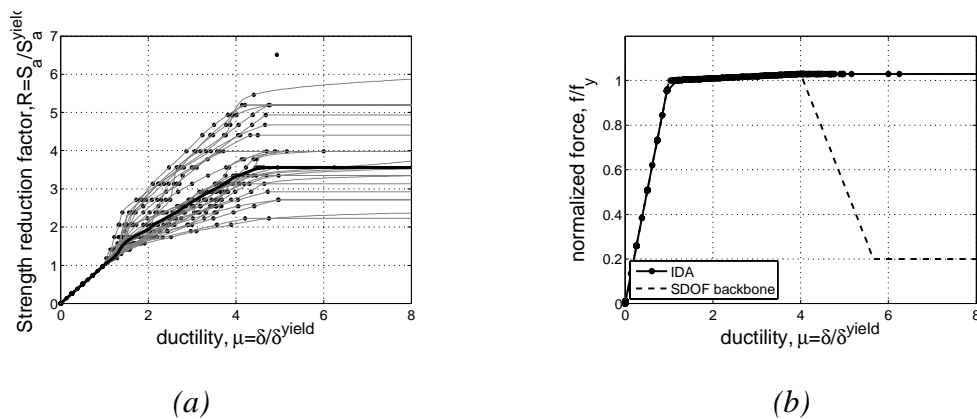 Strength reduction factor,R=S_a/S_a^yield
7
6
5
4
3
2
1
0
0 2 4 6 8
ductility, μ=δ/δ^yield
(a)
normalized force, f/f_y
1
0.8
0.6
0.4
0.2
0
IDA
SDOF backbone
0 2 4 6 8
ductility, μ=δ/δ^yield
(b)